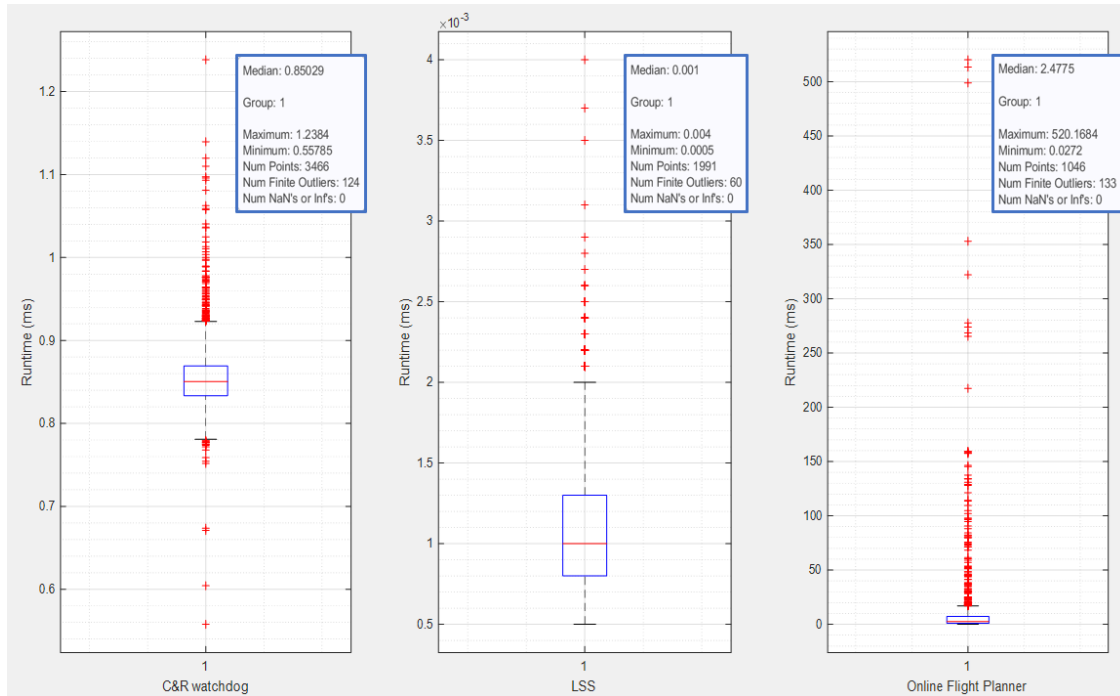 Runtime (ms)
1.2
1.1
1
0.9
0.8
0.7
0.6
Median: 0.85029
Group: 1
Maximum: 1.2384
Minimum: 0.55785
Num Points: 3466
Num Finite Outliers: 124
Num NaN's or Inf's: 0
1
C&R watchdog
×10⁻³
Runtime (ms)
4
3.5
3
2.5
2
1.5
1
0.5
Median: 0.001
Group: 1
Maximum: 0.004
Minimum: 0.0005
Num Points: 1991
Num Finite Outliers: 60
Num NaN's or Inf's: 0
1
LSS
Runtime (ms)
500
450
400
350
300
250
200
150
100
50
0
Median: 2.4775
Group: 1
Maximum: 520.1684
Minimum: 0.0272
Num Points: 1046
Num Finite Outliers: 133
Num NaN's or Inf's: 0
1
Online Flight Planner